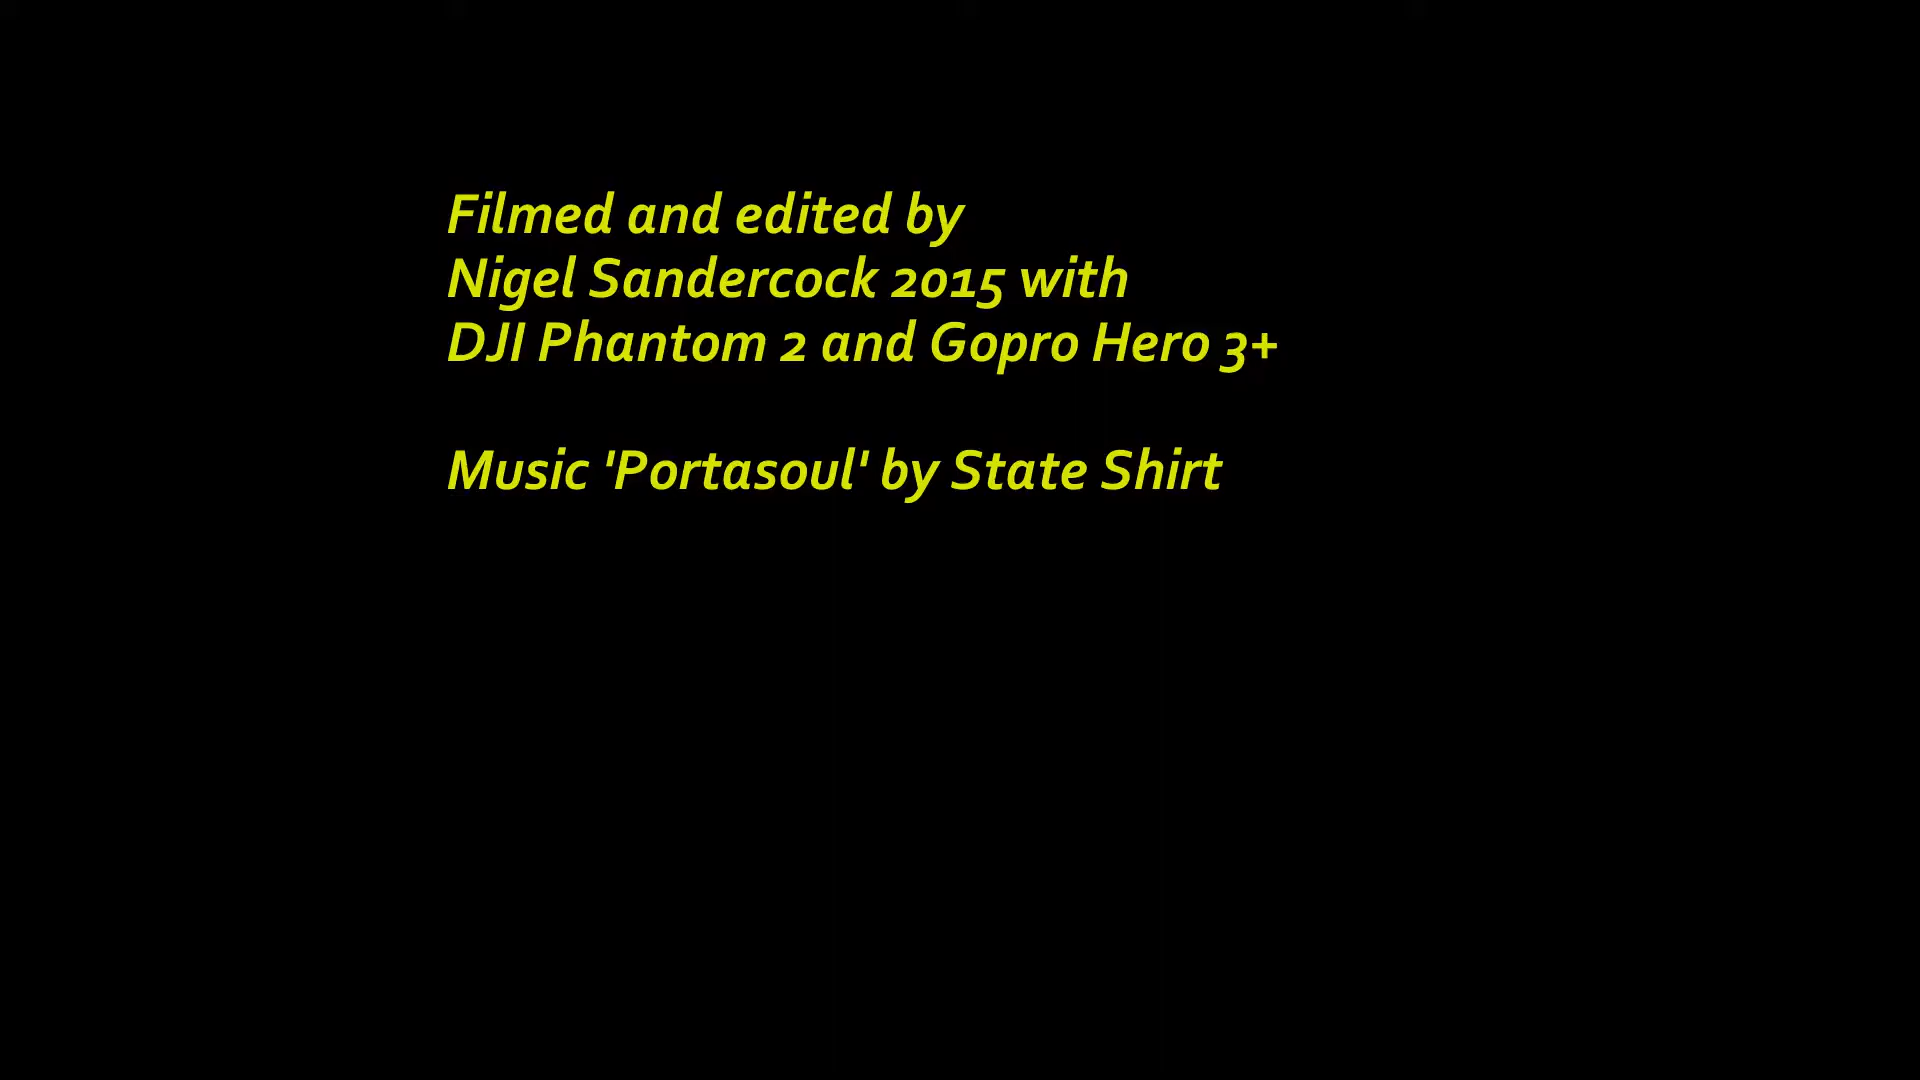 Filmed and edited by
Nigel Sandercock 2015 with
DJI Phantom 2 and Gopro Hero 3+
Music 'Portasoul' by State Shirt